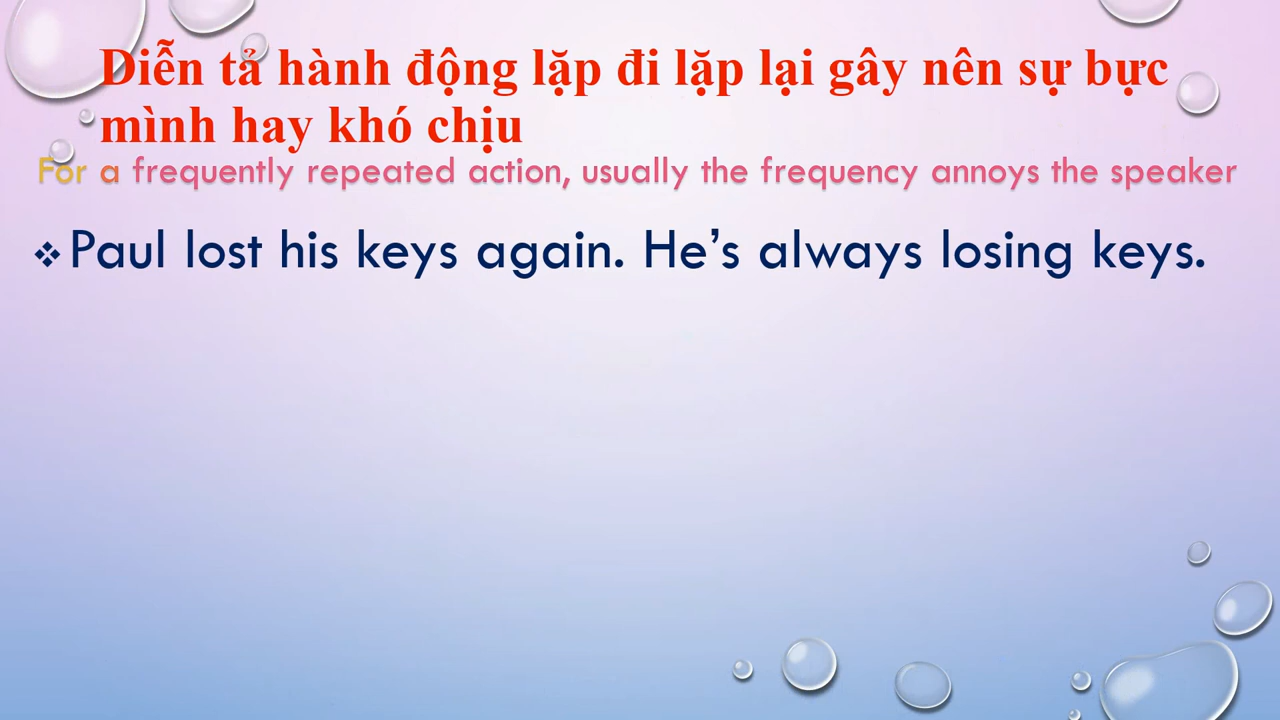 Diễn tả hành động lặp đi lặp lại gây nên sự bực
mình hay khó chịu
For a frequently repeated action, usually the frequency annoys the speaker
❖ Paul lost his keys again. He’s always losing keys.